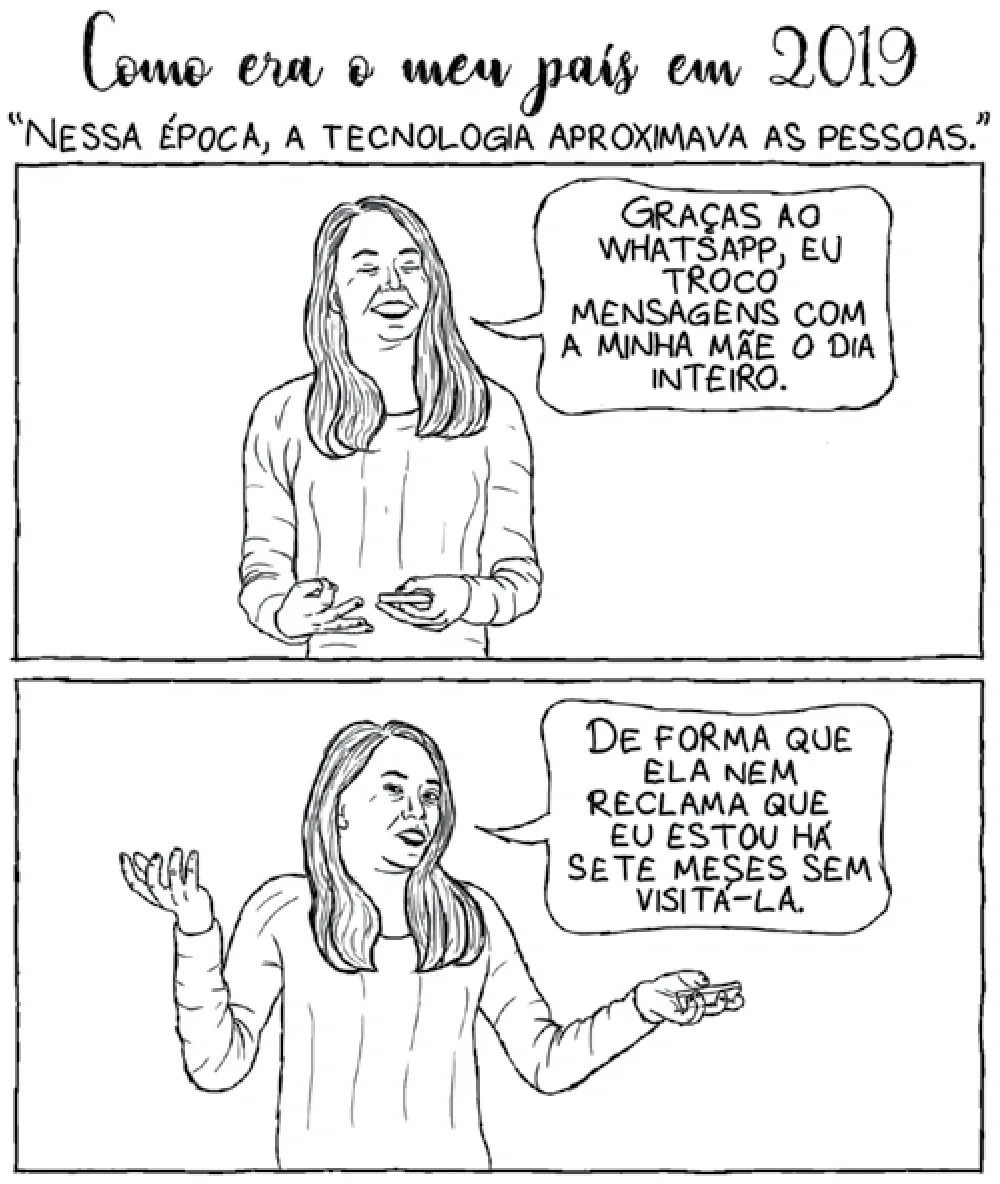 Como era o meu país em 2019
"NESSA ÉPOCA, A TECNOLOGIA APROXIMAVA AS PESSOAS."
GRAÇAS AO
WHATSAPP, EU
TROCO
MENSAGENS COM
A MINHA MÃE O DIA
INTEIRO.
DE FORMA QUE
ELA NEM
RECLAMA QUE
EU ESTOU HÁ
SETE MESES SEM
VISITÁ-LA.